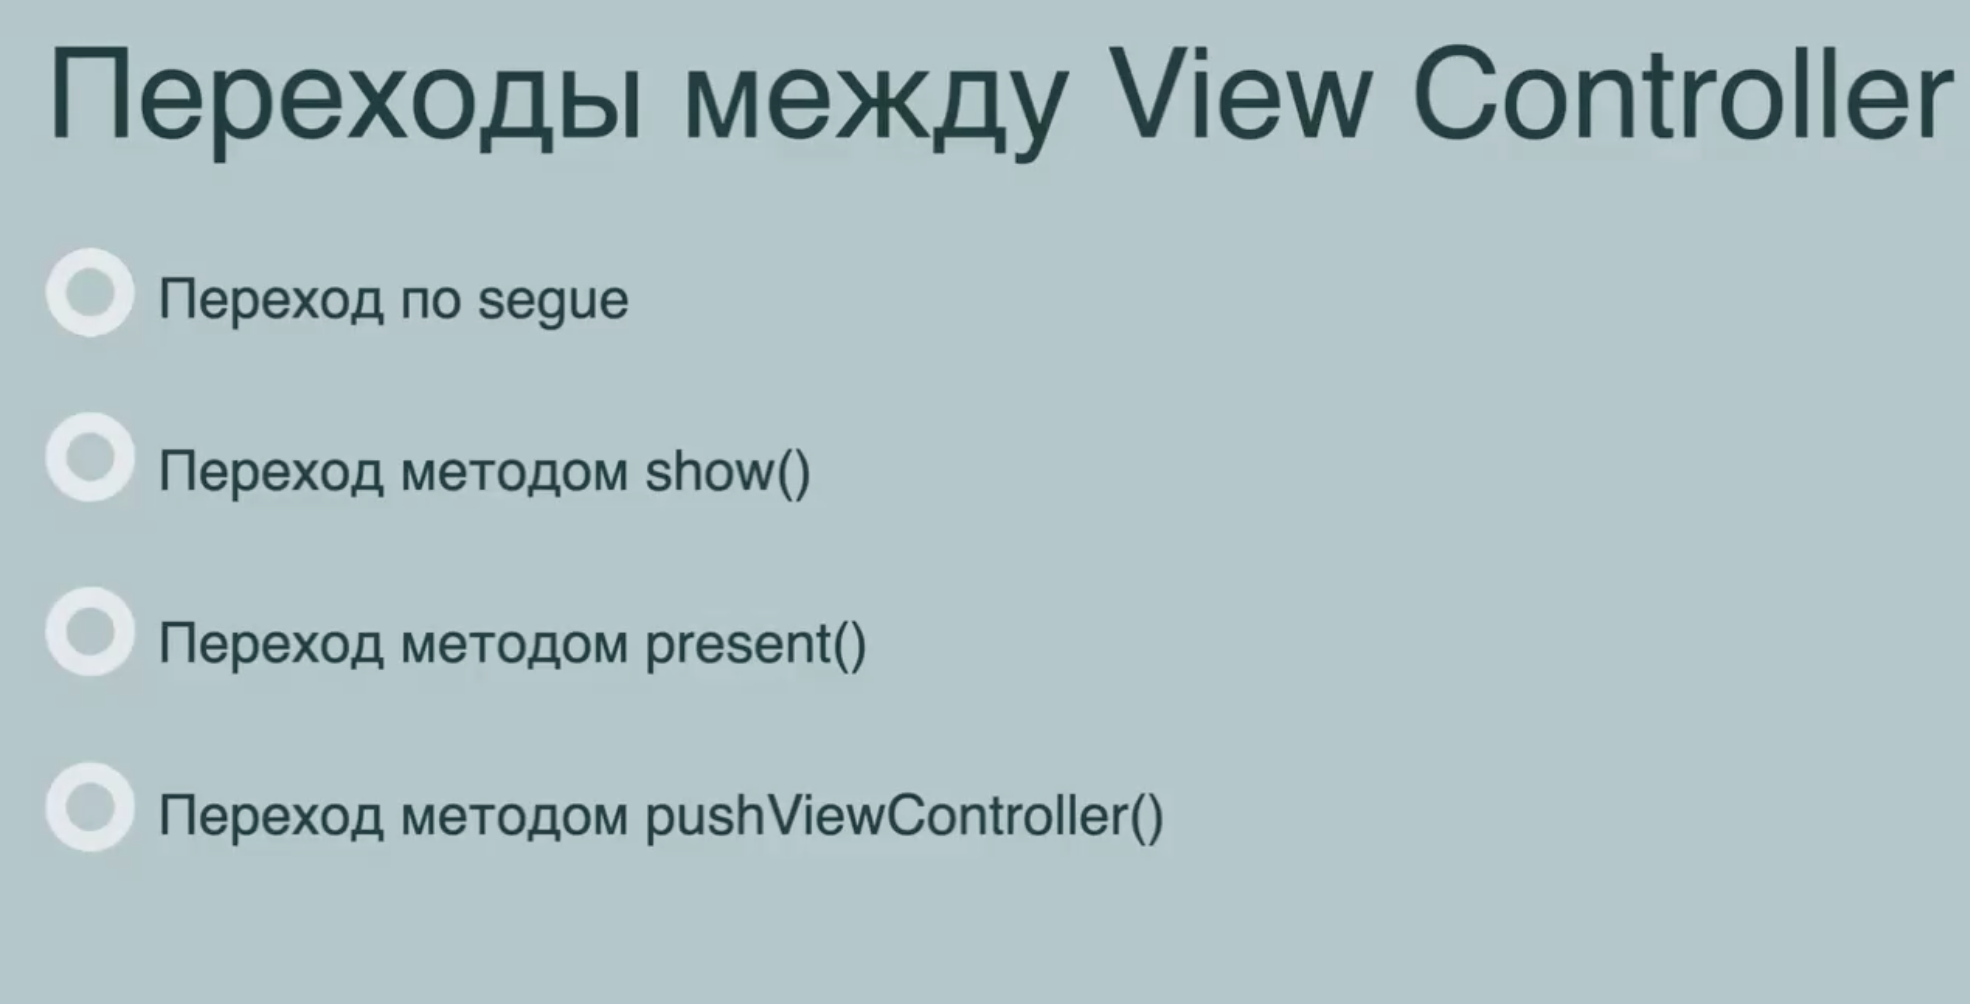 Переходы между View Controller
Переход по segue
Переход методом show()
Переход методом present()
Переход методом pushViewController()